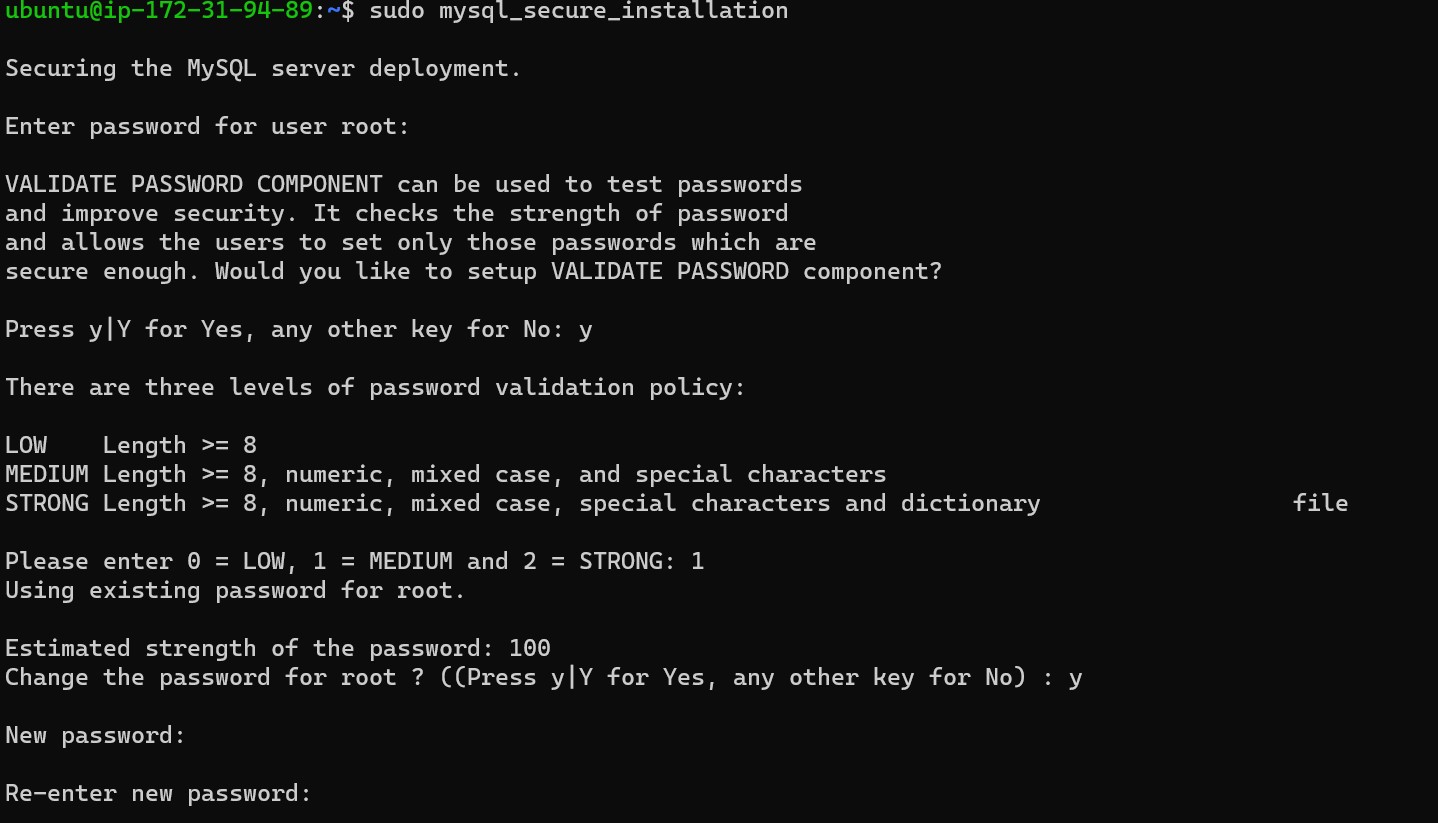 ubuntu@ip-172-31-94-89:~$ sudo mysql_secure_installation
Securing the MySQL server deployment.
Enter password for user root:
VALIDATE PASSWORD COMPONENT can be used to test passwords
and improve security. It checks the strength of password
and allows the users to set only those passwords which are
secure enough. Would you like to setup VALIDATE PASSWORD component?
Press y|Y for Yes, any other key for No: y
There are three levels of password validation policy:
LOW    Length >= 8
MEDIUM Length >= 8, numeric, mixed case, and special characters
STRONG Length >= 8, numeric, mixed case, special characters and dictionary                  file
Please enter 0 = LOW, 1 = MEDIUM and 2 = STRONG: 1
Using existing password for root.
Estimated strength of the password: 100
Change the password for root ? ((Press y|Y for Yes, any other key for No) : y
New password:
Re-enter new password: